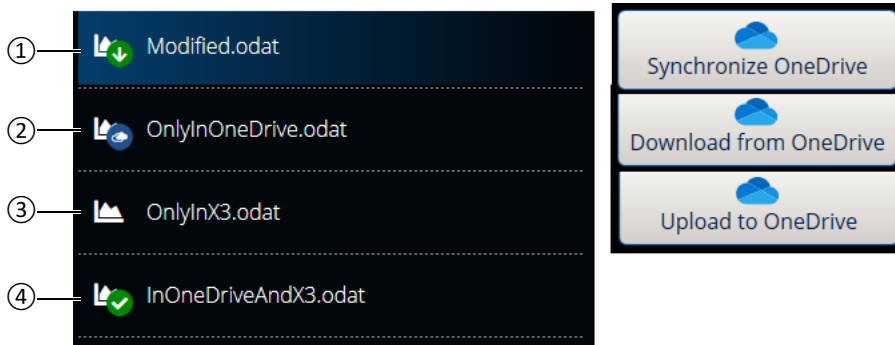 ① Modified.odat
② OnlyInOneDrive.odat
③ OnlyInX3.odat
④ InOneDriveAndX3.odat
Synchronize OneDrive
Download from OneDrive
Upload to OneDrive